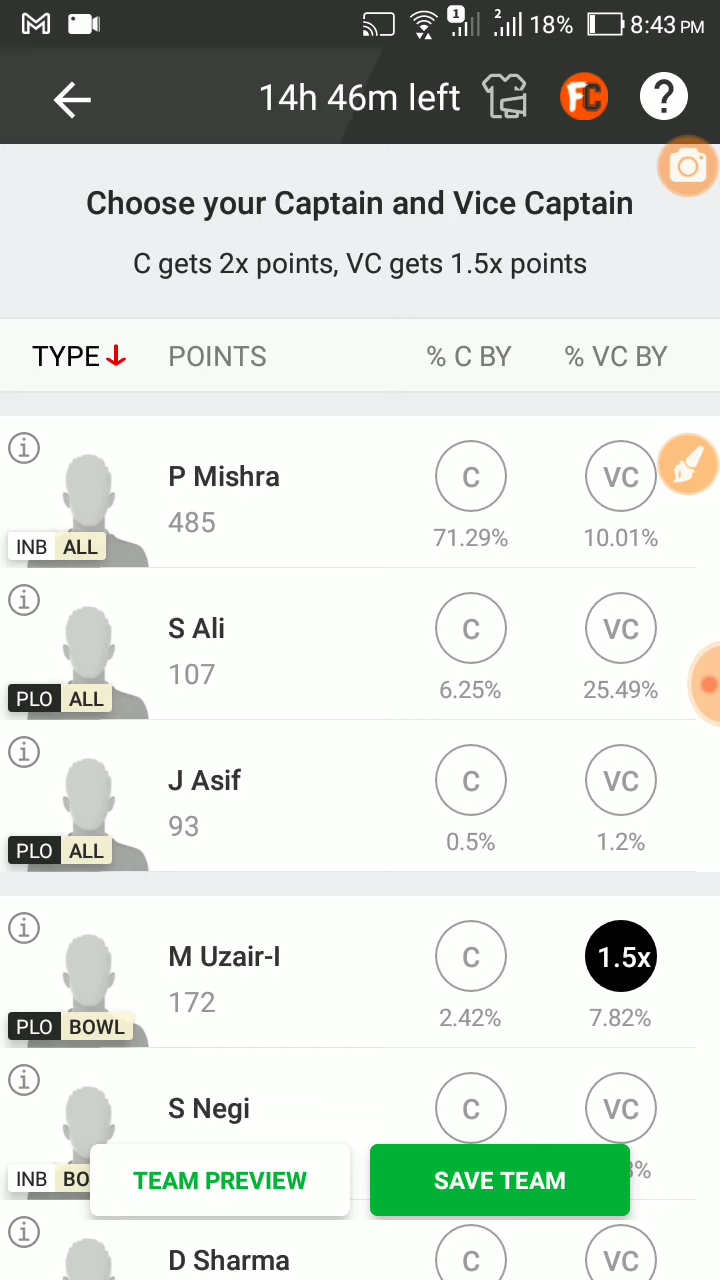 1 2 18% 8:43 PM
14h 46m left FC ?
Choose your Captain and Vice Captain
C gets 2x points, VC gets 1.5x points
TYPE POINTS % C BY % VC BY
P Mishra
485
C VC
71.29% 10.01%
INB ALL
S Ali
107
C VC
6.25% 25.49%
PLO ALL
J Asif
93
C VC
0.5% 1.2%
PLO ALL
M Uzair-I
172
C 1.5x
2.42% 7.82%
PLO BOWL
S Negi
C VC
INB BO
TEAM PREVIEW SAVE TEAM
D Sharma
C VC